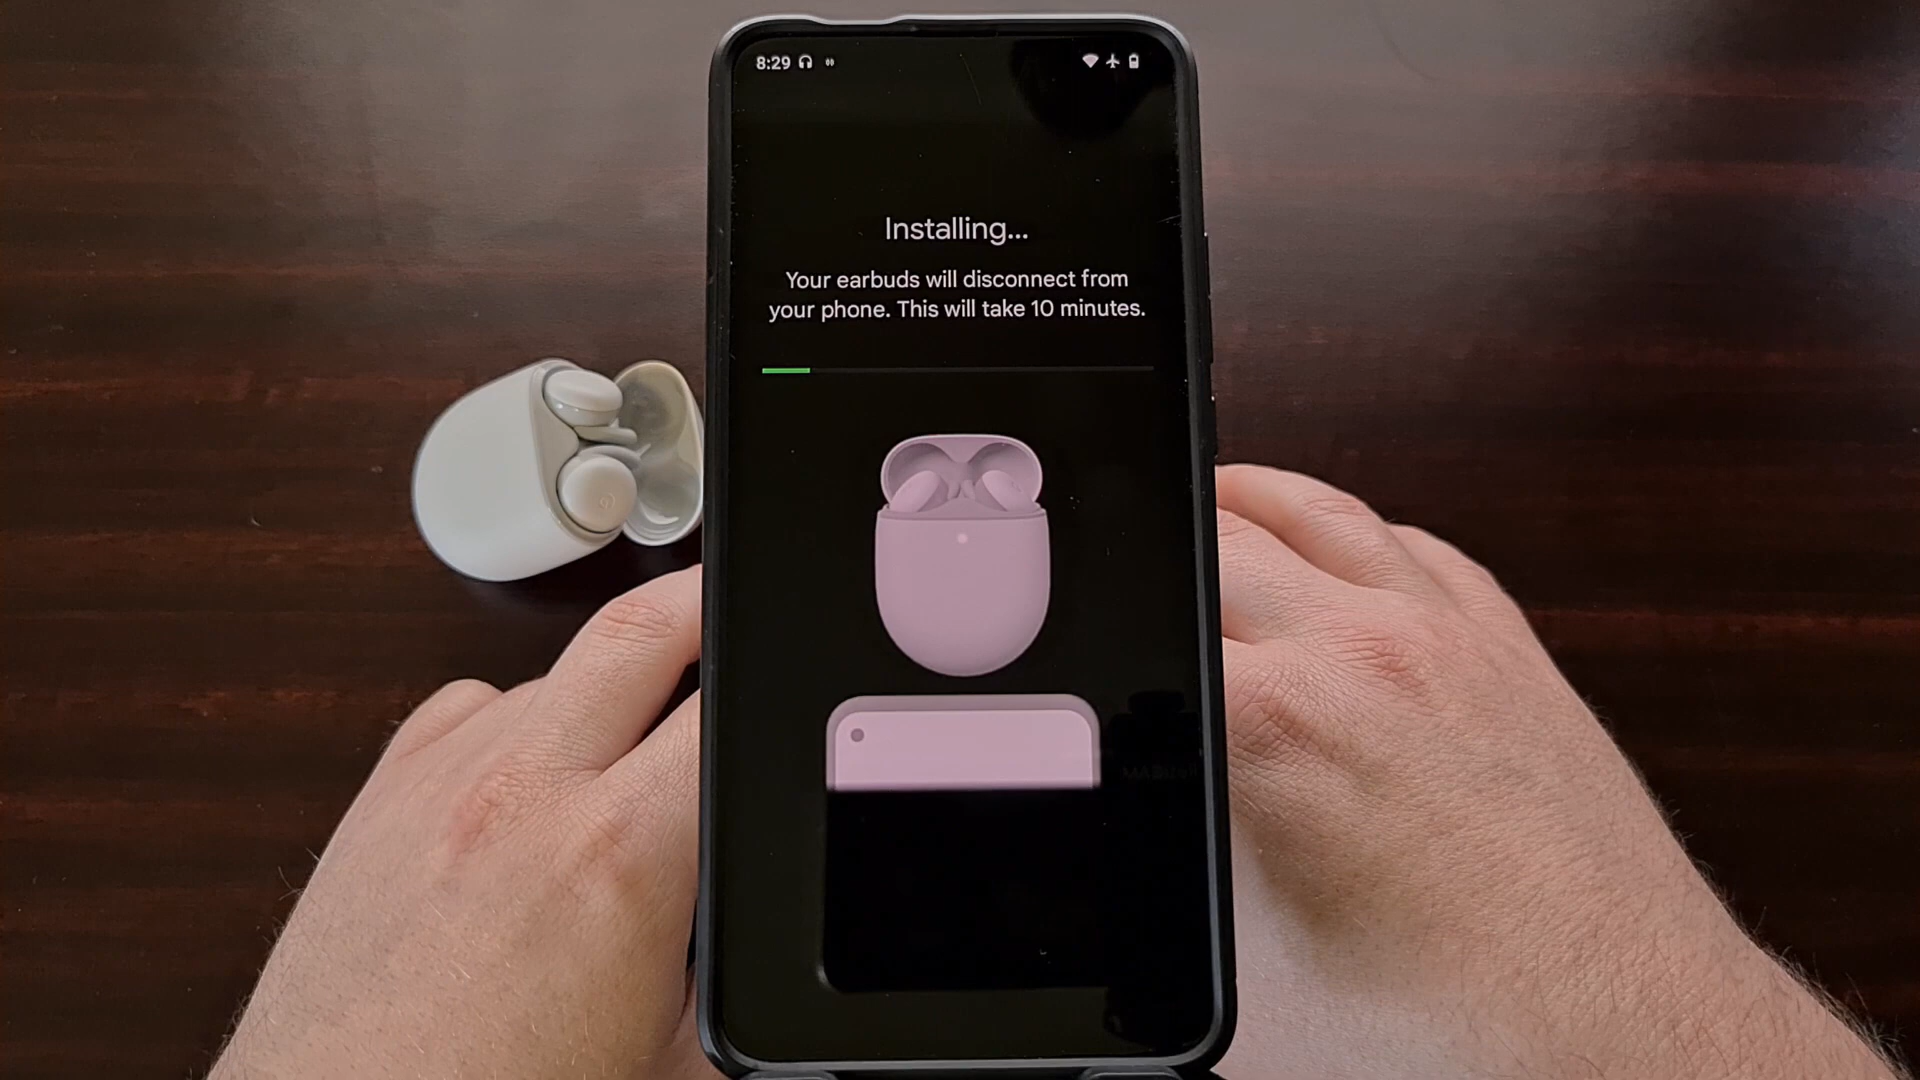 8:29
Installing...
Your earbuds will disconnect from
your phone. This will take 10 minutes.